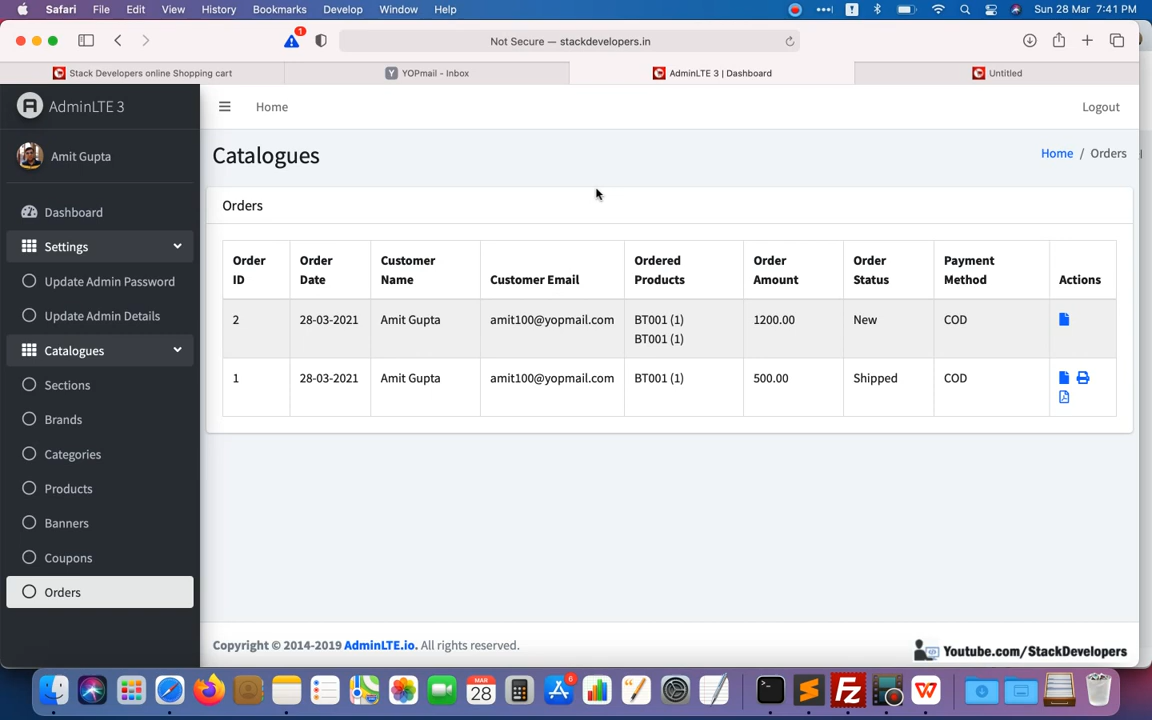 Safari File Edit View History Bookmarks Develop Window Help Sun 28 Mar 7:41 PM
1
Not Secure — stackdevelopers.in
Stack Developers online Shopping cart
YOPmail - Inbox
AdminLTE 3 | Dashboard
Untitled
AdminLTE 3
Home
Logout
Amit Gupta
Catalogues
Home / Orders
Dashboard
Settings
Update Admin Password
Update Admin Details
Catalogues
Sections
Brands
Categories
Products
Banners
Coupons
Orders
Orders
Order ID Order Date Customer Name Customer Email Ordered Products Order Amount Order Status Payment Method Actions
2 28-03-2021 Amit Gupta amit100@yopmail.com BT001 (1) 1200.00 New COD
BT001 (1)
1 28-03-2021 Amit Gupta amit100@yopmail.com BT001 (1) 500.00 Shipped COD
Copyright © 2014-2019 AdminLTE.io. All rights reserved.
Youtube.com/StackDevelopers
MAR
28
6